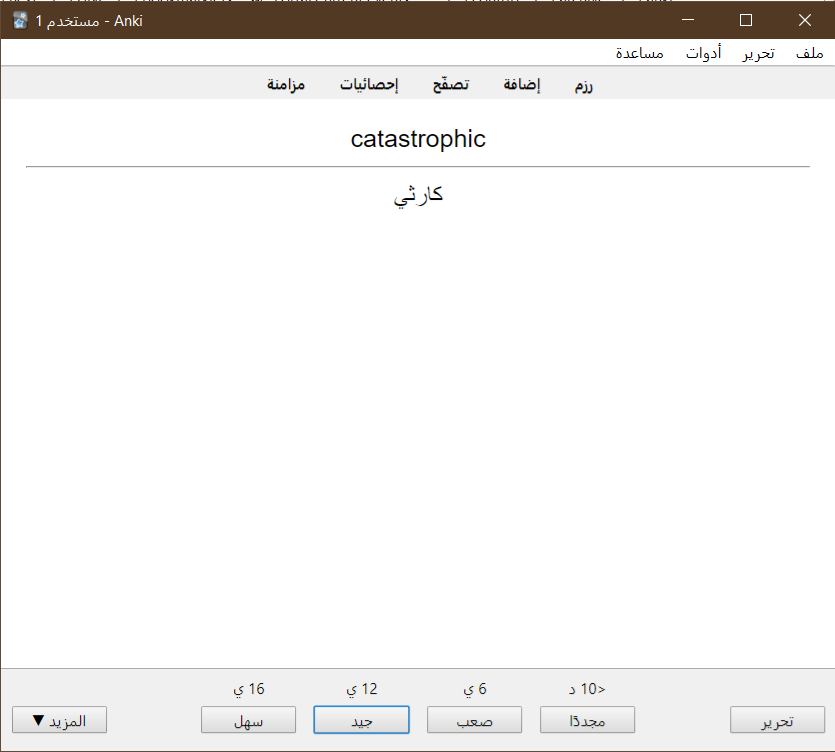 مستخدم 1 - Anki
ملف تحرير أدوات مساعدة
رزم إضافة تصفّح إحصائيات مزامنة
catastrophic
كارثي
<10 د 6 ي 12 ي 16 ي
تحرير مجددًا صعب جيد سهل المزيد ▼